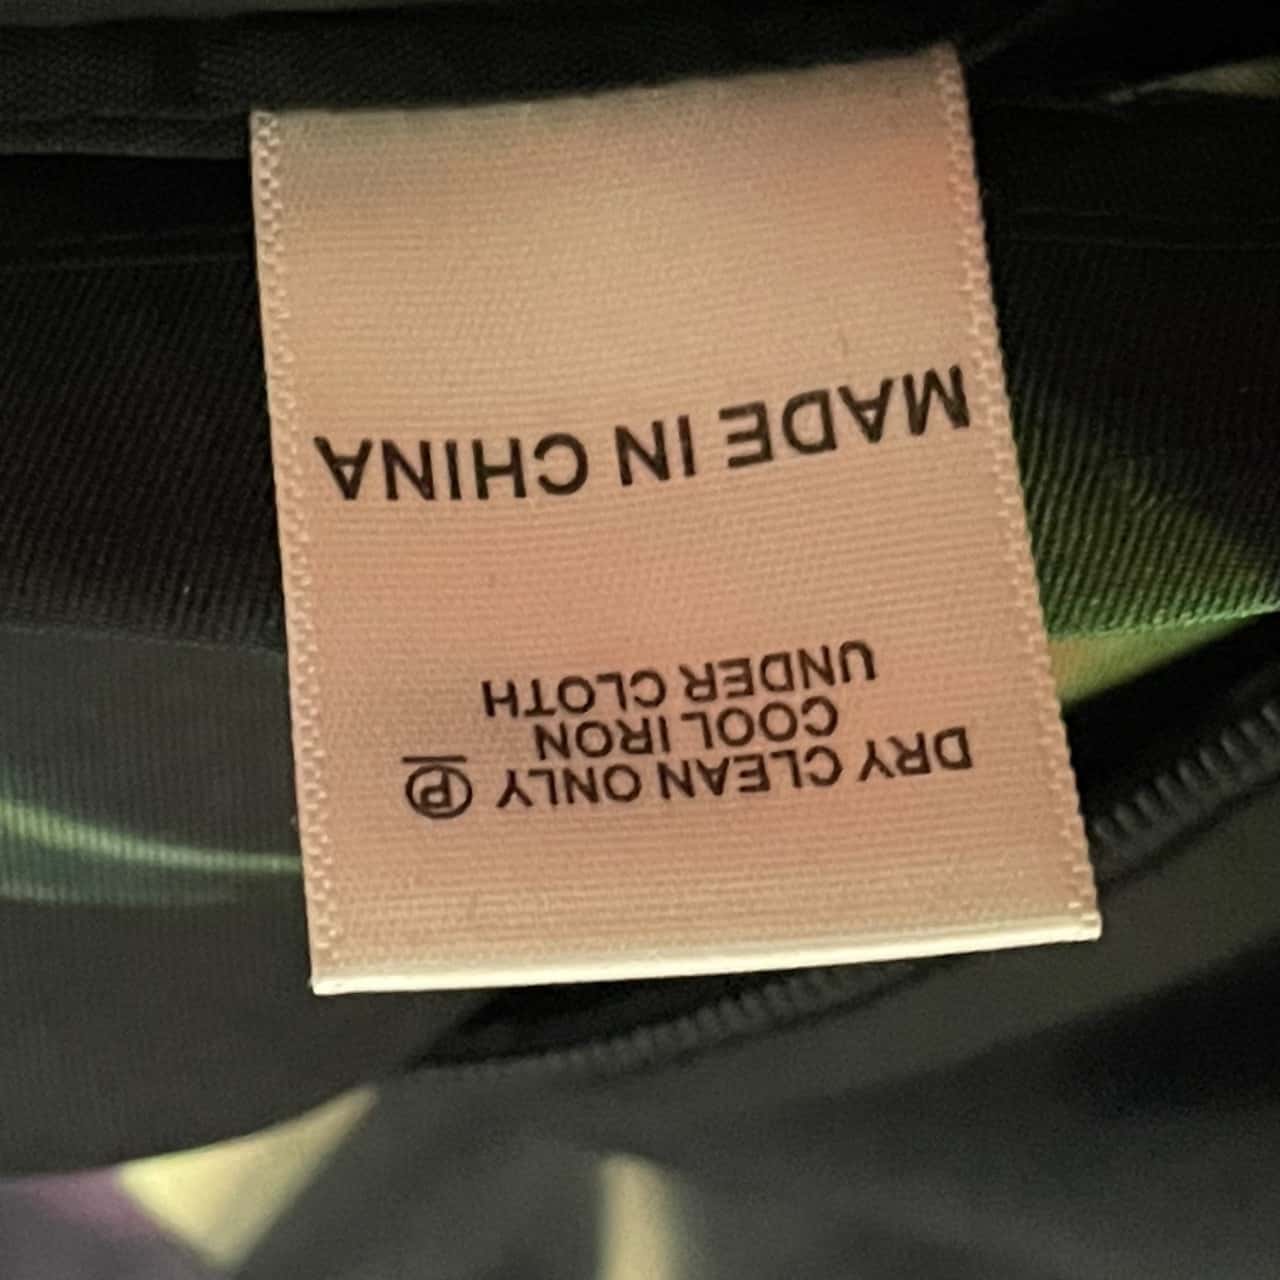 DRY CLEAN ONLY Ⓟ
COOL IRON
UNDER CLOTH
MADE IN CHINA